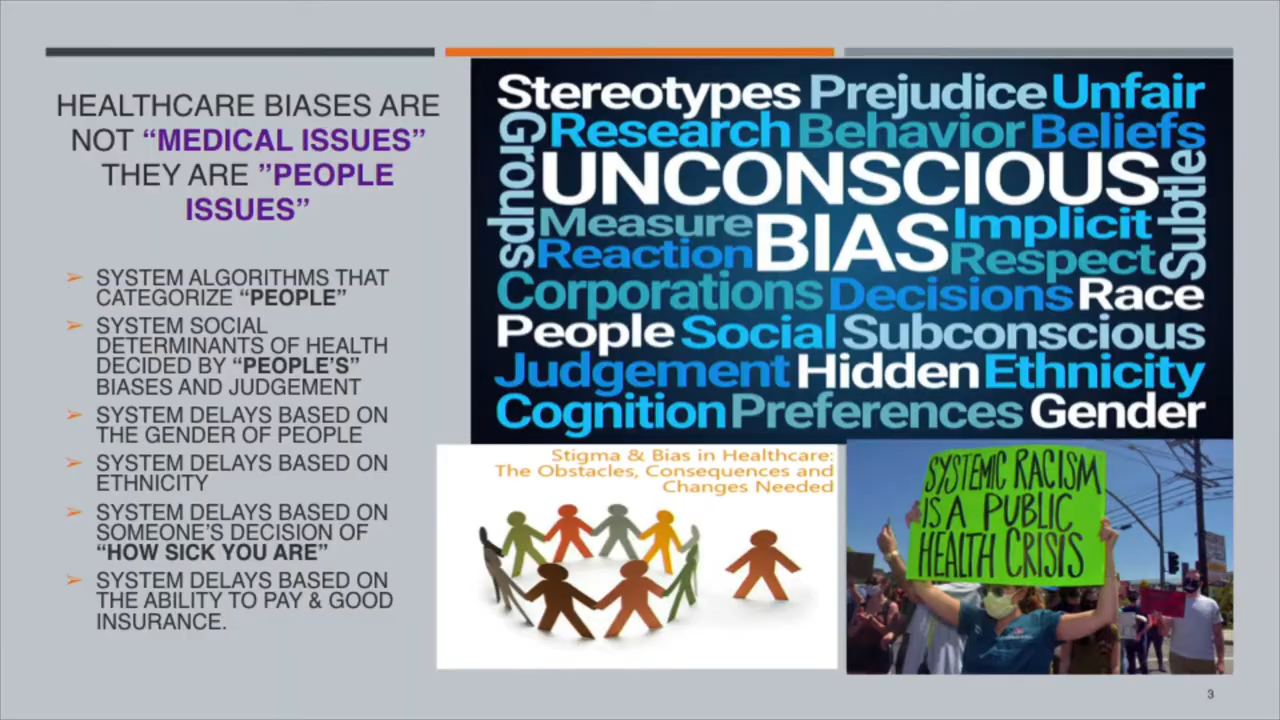 HEALTHCARE BIASES ARE
NOT “MEDICAL ISSUES”
THEY ARE ”PEOPLE
ISSUES”
➢ SYSTEM ALGORITHMS THAT
CATEGORIZE “PEOPLE”
➢ SYSTEM SOCIAL
DETERMINANTS OF HEALTH
DECIDED BY “PEOPLE’S”
BIASES AND JUDGEMENT
➢ SYSTEM DELAYS BASED ON
THE GENDER OF PEOPLE
➢ SYSTEM DELAYS BASED ON
ETHNICITY
➢ SYSTEM DELAYS BASED ON
SOMEONE’S DECISION OF
“HOW SICK YOU ARE”
➢ SYSTEM DELAYS BASED ON
THE ABILITY TO PAY & GOOD
INSURANCE.
Stereotypes Prejudice Unfair
Groups
Research Behavior Beliefs
UNCONSCIOUS
Subtle
Measure BIAS Implicit
Reaction Respect
Corporations Decisions Race
People Social Subconscious
Judgement Hidden Ethnicity
Cognition Preferences Gender
Stigma & Bias in Healthcare:
The Obstacles, Consequences and
Changes Needed
SYSTEMIC RACISM
IS A PUBLIC
HEALTH CRISIS
3